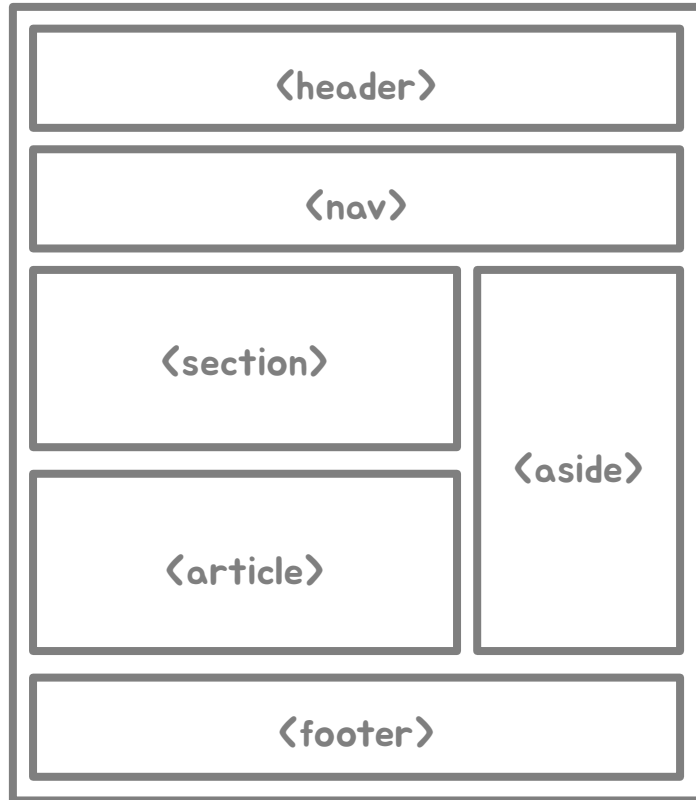 <header>
<nav>
<section>
<aside>
<article>
<footer>